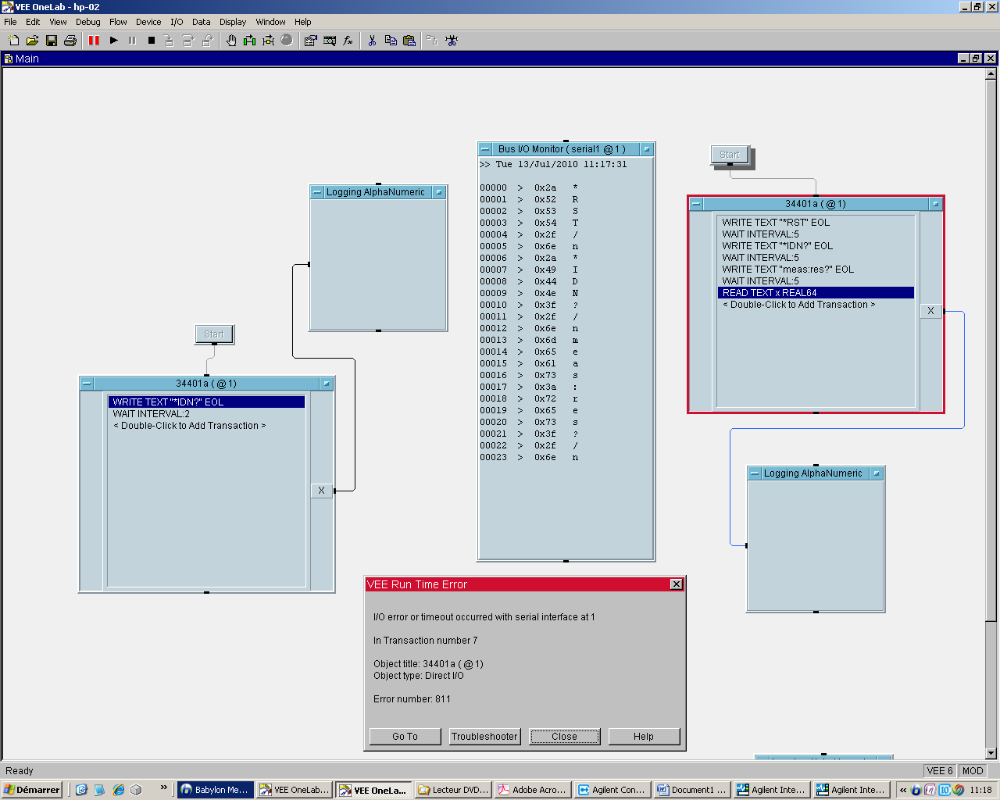 VEE OneLab - hp-02
File Edit View Debug Flow Device I/O Data Display Window Help
Main
Bus I/O Monitor ( serial1 @ 1 )
>> Tue 13/Jul/2010 11:17:31
00000 > 0x2a *
00001 > 0x52 R
00002 > 0x53 S
00003 > 0x54 T
00004 > 0x2f /
00005 > 0x6e n
00006 > 0x2a *
00007 > 0x49 I
00008 > 0x44 D
00009 > 0x4e N
00010 > 0x3f ?
00011 > 0x2f /
00012 > 0x6e n
00013 > 0x6d m
00014 > 0x65 e
00015 > 0x61 a
00016 > 0x73 s
00017 > 0x3a :
00018 > 0x72 r
00019 > 0x65 e
00020 > 0x73 s
00021 > 0x3f ?
00022 > 0x2f /
00023 > 0x6e n
Start
34401a ( @ 1)
WRITE TEXT "*RST" EOL
WAIT INTERVAL:5
WRITE TEXT "*IDN?" EOL
WAIT INTERVAL:5
WRITE TEXT "meas:res?" EOL
WAIT INTERVAL:5
READ TEXT x REAL64
< Double-Click to Add Transaction >
X
Logging AlphaNumeric
Start
34401a ( @ 1)
WRITE TEXT "*IDN?" EOL
WAIT INTERVAL:2
< Double-Click to Add Transaction >
X
Logging AlphaNumeric
VEE Run Time Error
I/O error or timeout occurred with serial interface at 1
In Transaction number 7
Object title: 34401a ( @ 1)
Object type: Direct I/O
Error number: 811
Go To Troubleshooter Close Help
Ready VEE 6 MOD
Démarrer Babylon Me... VEE OneLab... VEE OneLa... Lecteur DVD... Adobe Acro... Agilent Con... Document1 ... Agilent Inte... Agilent Inte... 11:18